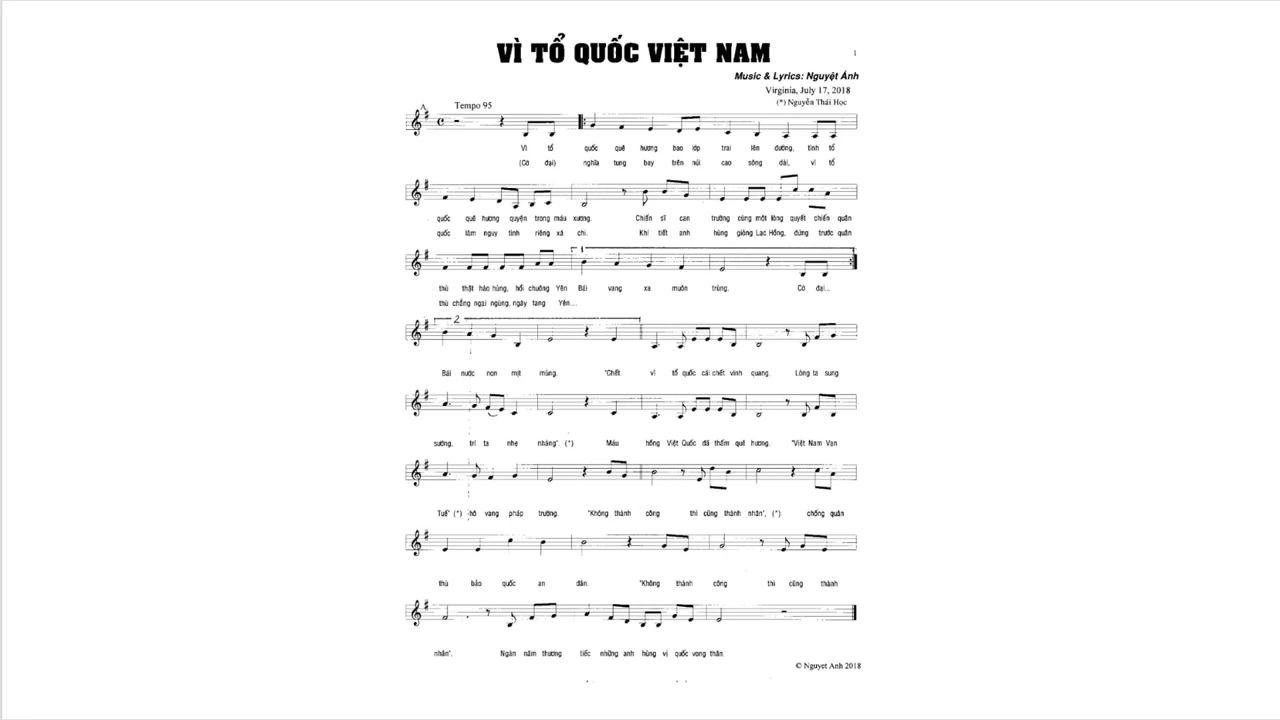 VÌ TỔ QUỐC VIỆT NAM
1
Music & Lyrics: Nguyệt Ánh
Virginia, July 17, 2018
(*) Nguyễn Thái Học
A.
Tempo 95
Vì tổ quốc quê hương bao lớp trai lên đường, tình tổ
(Cờ đại) nghĩa tung bay trên núi cao sông dài, vì tổ
quốc quê hương quyện trong máu xương. Chiến sĩ can trường cùng một lòng quyết chiến quân
quốc lâm nguy tình riêng xá chi. Khí tiết anh hùng giòng Lạc Hồng, đứng trước quân
1
thù thật hào hùng, hồi chuông Yên Bái vang xa muôn trùng. Cờ đại...
thù chẳng ngại ngùng, ngày tang Yên...
2
Bái nước non mịt mùng. "Chết vì tổ quốc cái chết vinh quang. Lòng ta sung
sướng, trí ta nhẹ nhàng". (*) Máu hồng Việt Quốc đã thấm quê hương. "Việt Nam Vạn
Tuế" (*) hô vang pháp trường. "Không thành công thì cũng thành nhân", (*) chống quân
thù bảo quốc an dân. "Không thành công thì cũng thành
nhân". Ngàn năm thương tiếc những anh hùng vị quốc vong thân.
© Nguyet Anh 2018